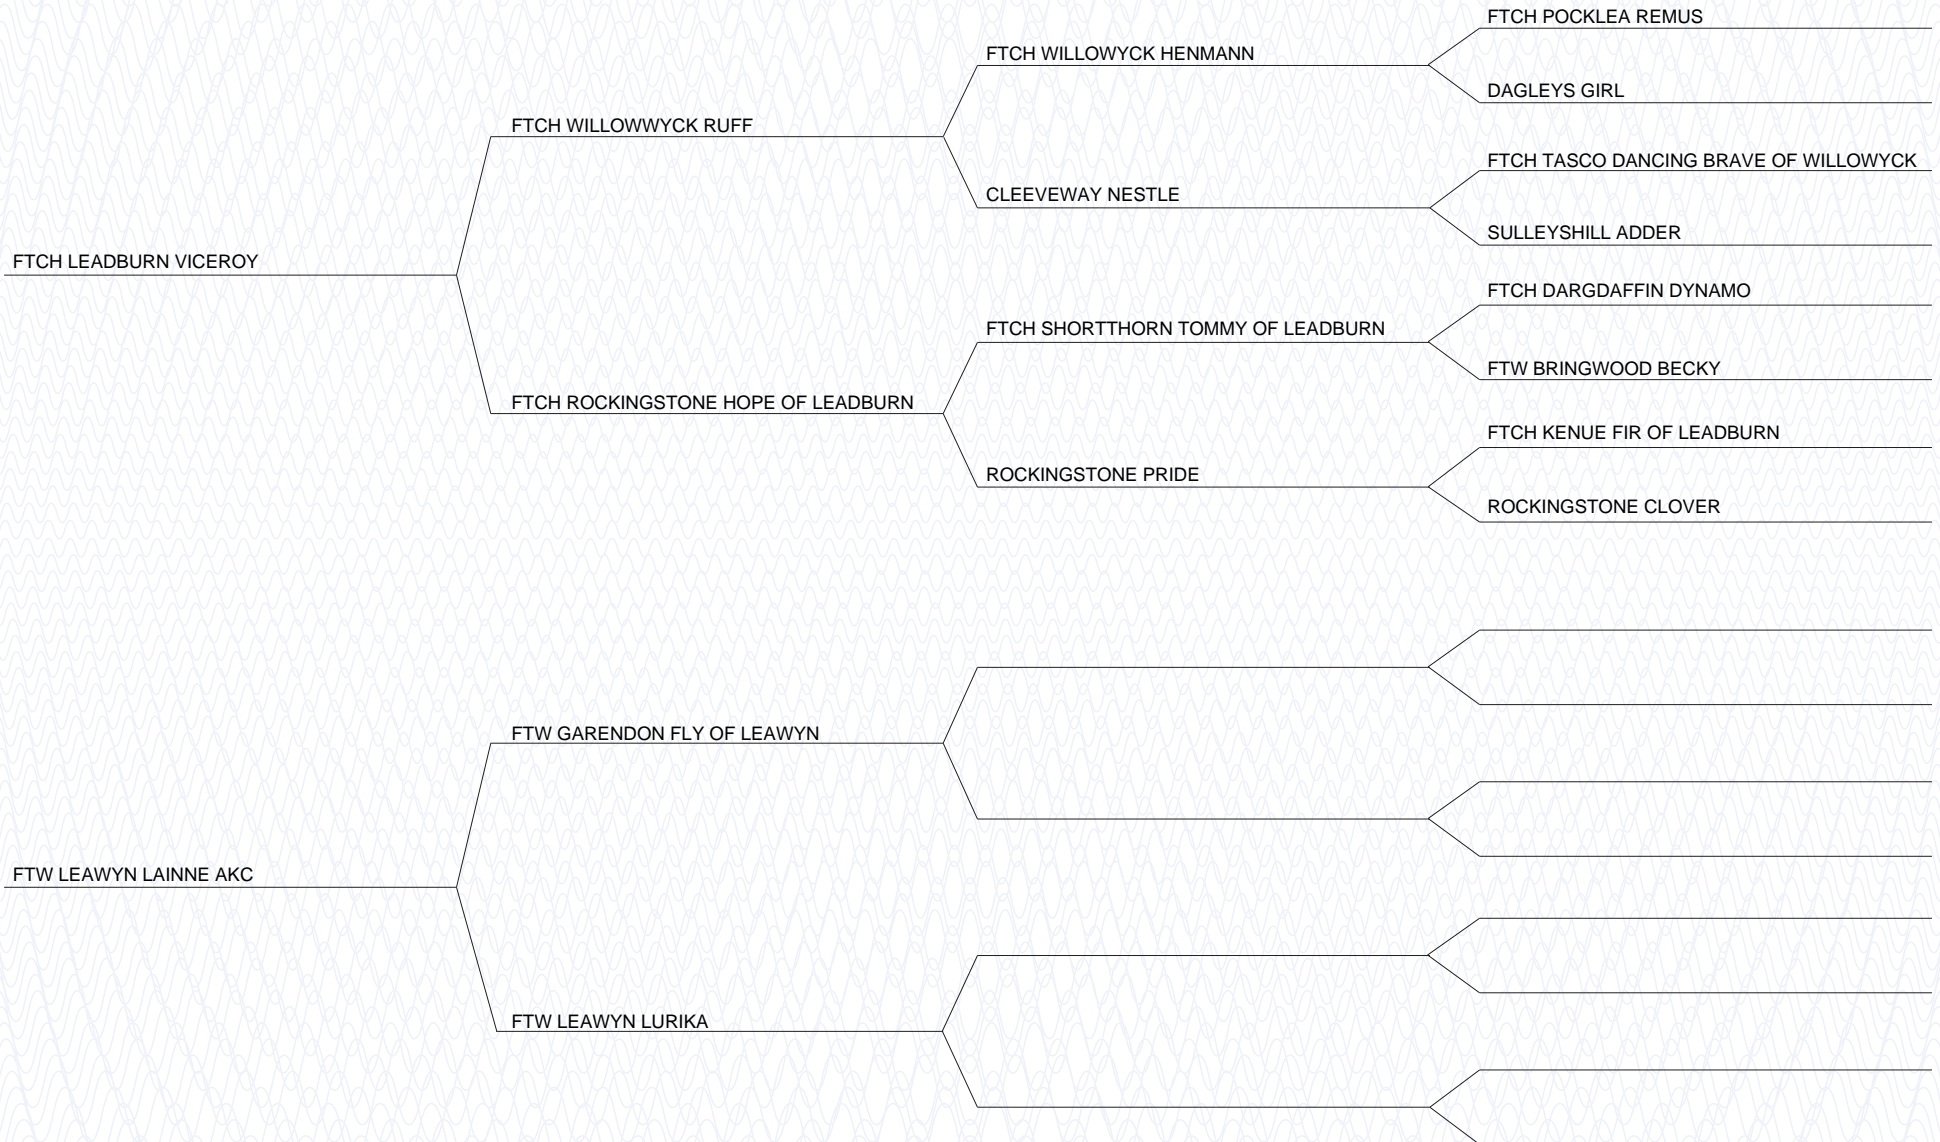 FTCH POCKLEA REMUS
FTCH WILLOWYCK HENMANN
DAGLEYS GIRL
FTCH WILLOWWYCK RUFF
FTCH TASCO DANCING BRAVE OF WILLOWYCK
CLEEVEWAY NESTLE
SULLEYSHILL ADDER
FTCH LEADBURN VICEROY
FTCH DARGDAFFIN DYNAMO
FTCH SHORTTHORN TOMMY OF LEADBURN
FTW BRINGWOOD BECKY
FTCH ROCKINGSTONE HOPE OF LEADBURN
FTCH KENUE FIR OF LEADBURN
ROCKINGSTONE PRIDE
ROCKINGSTONE CLOVER
FTW GARENDON FLY OF LEAWYN
FTW LEAWYN LAINNE AKC
FTW LEAWYN LURIKA